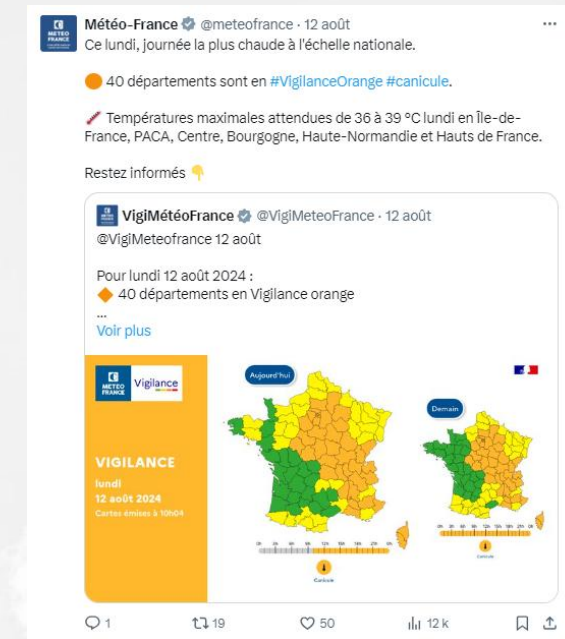 Météo-France @meteofrance · 12 août
Ce lundi, journée la plus chaude à l'échelle nationale.
40 départements sont en #VigilanceOrange #canicule.
Températures maximales attendues de 36 à 39 °C lundi en Île-de-
France, PACA, Centre, Bourgogne, Haute-Normandie et Hauts de France.
Restez informés
VigiMétéoFrance @VigiMeteoFrance · 12 août
@VigiMeteofrance 12 août
Pour lundi 12 août 2024 :
40 départements en Vigilance orange
...
Voir plus
METEO
FRANCE
Vigilance
VIGILANCE
lundi
12 août 2024
Cartes émises à 10h04
Aujourd'hui
Canicule
Demain
Canicule
1
19
50
12 k